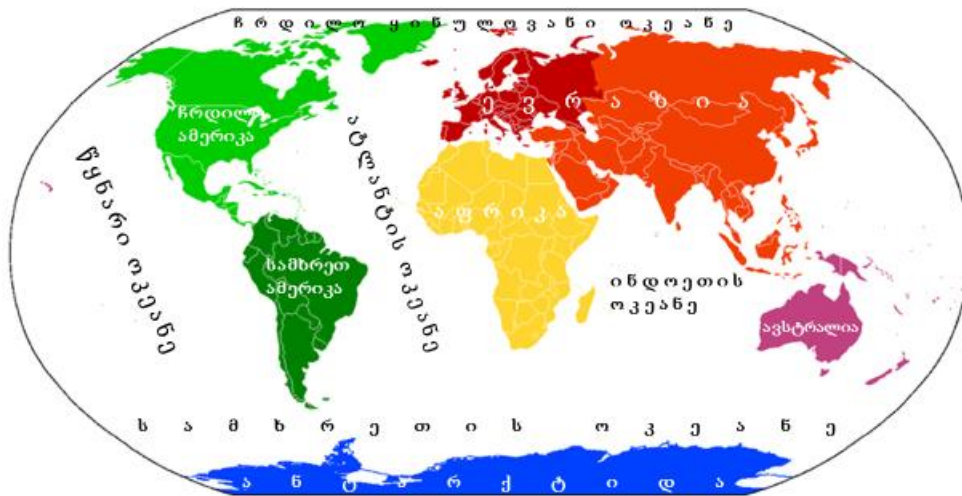 ჩრდილო ყინულოვანი ოკეანე
ჩრდილო
ამერიკა
ევრაზია
წყნარი ოკეანე
ატლანტის ოკეანე
აფრიკა
სამხრეთ
ამერიკა
ინდოეთის
ოკეანე
ავსტრალია
სამხრეთის ოკეანე
ანტარქტიდა